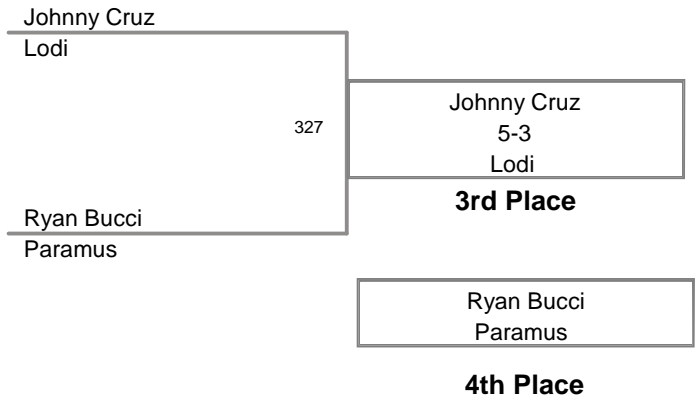 Johnny Cruz
Lodi
327
Johnny Cruz
5-3
Lodi
3rd Place
Ryan Bucci
Paramus
Ryan Bucci
Paramus
4th Place